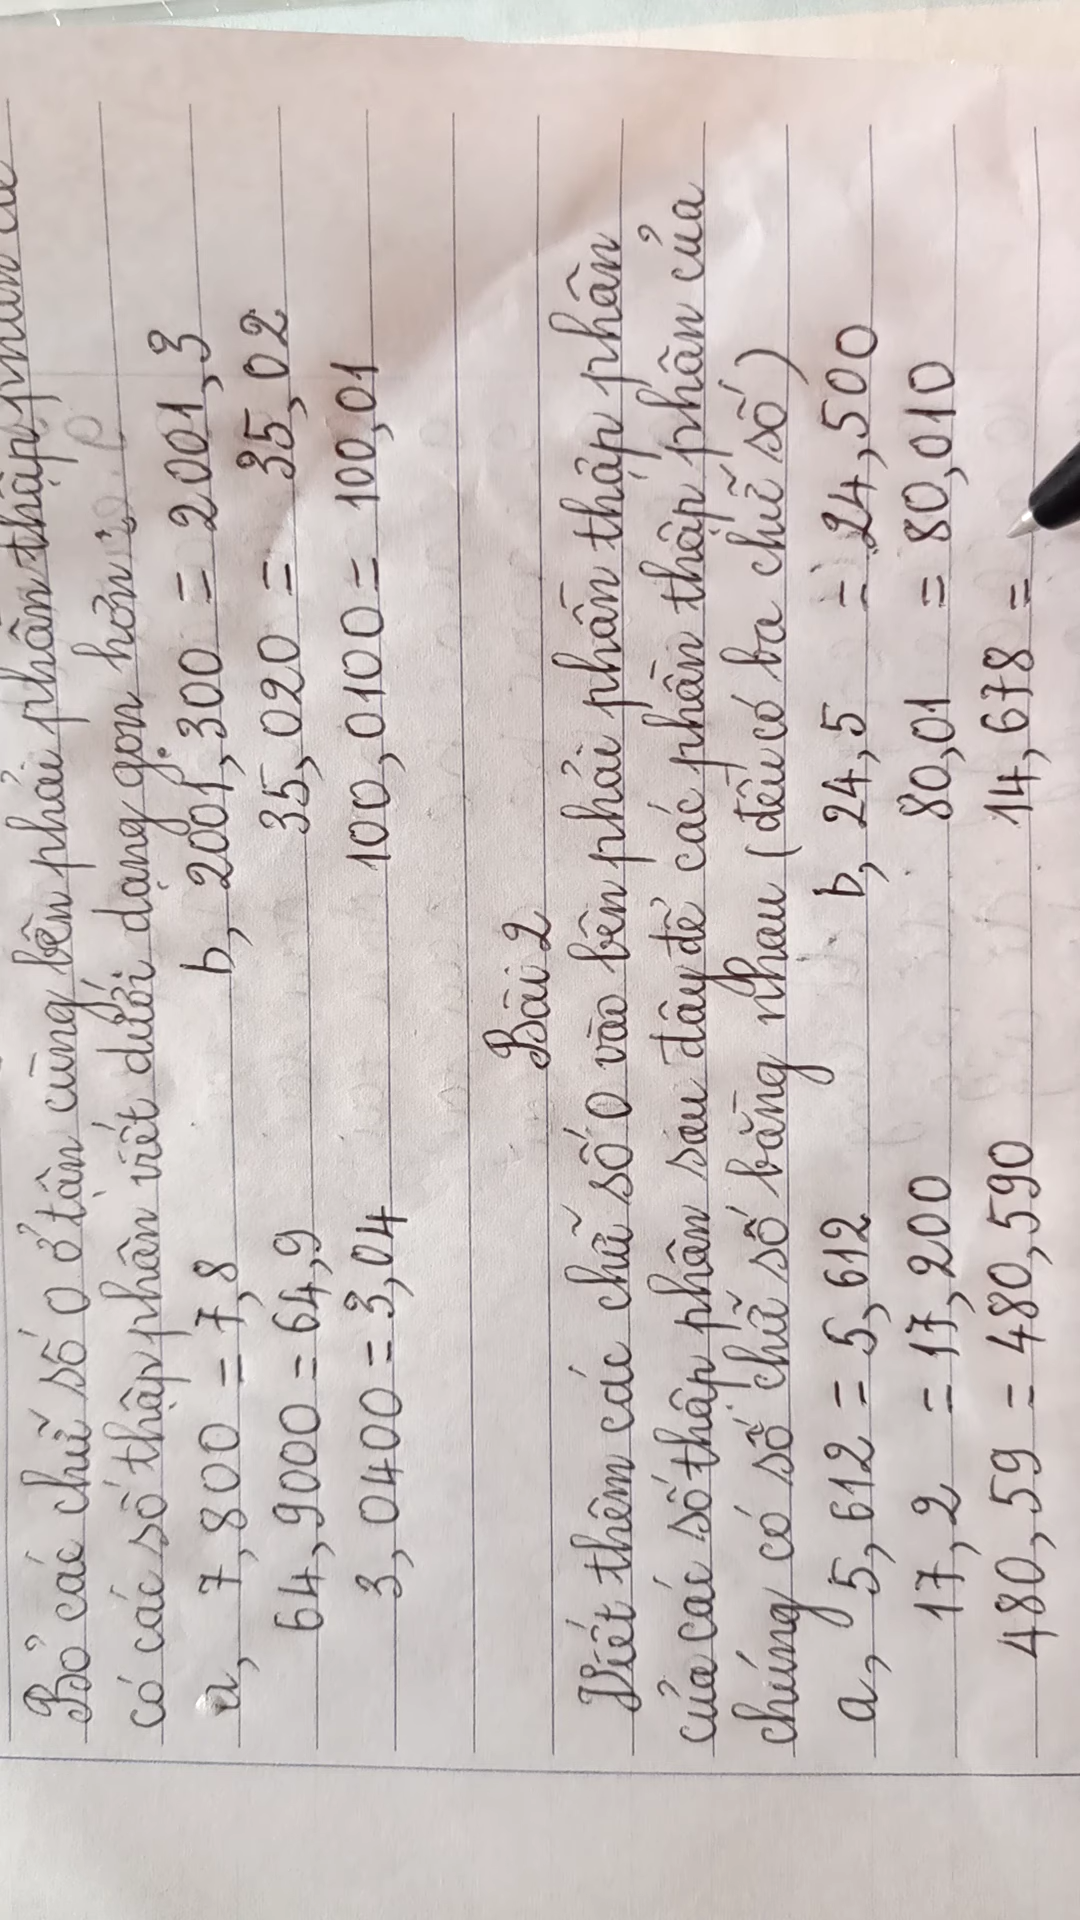 Bỏ các chữ số 0 ở tận cùng bên phải phần thập phân để
có các số thập phân viết dưới dạng gọn hơn:
a, 7,800 = 7,8 b, 2001,300 = 2001,3
64,9000 = 64,9 35,020 = 35,02
3,0400 = 3,04 100,0100 = 100,01
Bài 2
Viết thêm các chữ số 0 vào bên phải phần thập phân
của các số thập phân sau đây để các phần thập phân của
chúng có số chữ số bằng nhau (đều có ba chữ số)
a, 5,612 = 5,612 b, 24,5 = 24,500
17,2 = 17,200 80,01 = 80,010
480,59 = 480,590 14,678 =